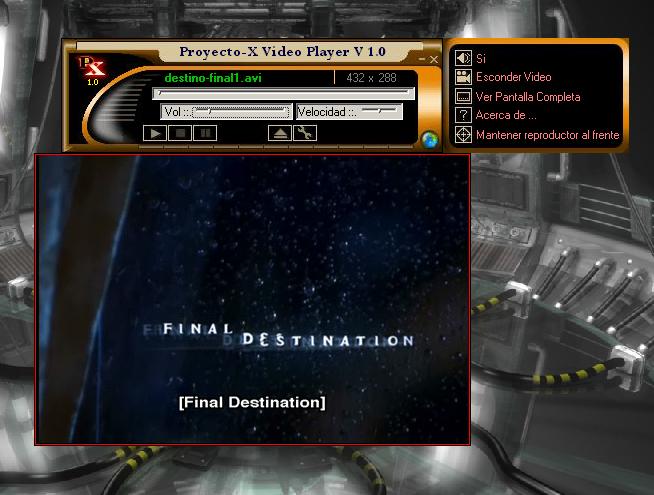 Proyecto-X Video Player V 1.0
PX
1.0
destino-final1.avi
432 x 288
Vol ::.
Velocidad ::.
Si
Esconder Video
Ver Pantalla Completa
Acerca de ...
Mantener reproductor al frente
FINAL DESTINATION
[Final Destination]